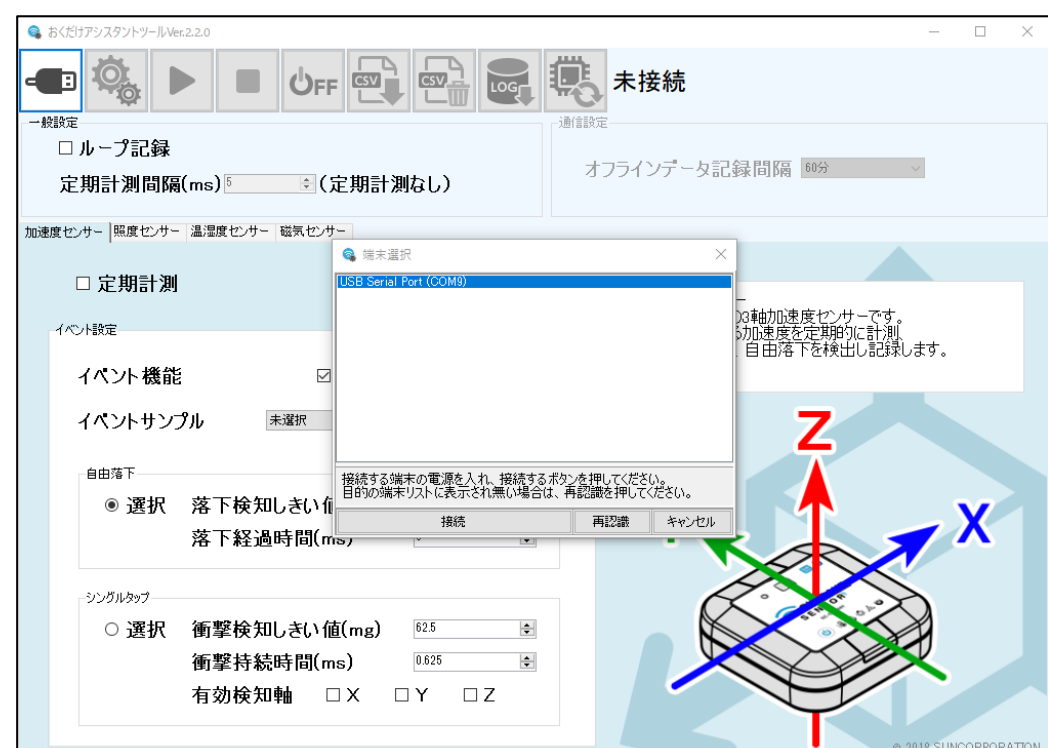 おくだけアシスタントツールVer.2.2.0
OFF CSV CSV LOG 未接続
一般設定
ループ記録
定期計測間隔(ms) 5 (定期計測なし)
通信設定
オフラインデータ記録間隔 60分
加速度センサー 照度センサー 温湿度センサー 磁気センサー
定期計測
イベント設定
イベント機能
イベントサンプル 未選択
自由落下
選択 落下検知しきい値
落下経過時間(ms)
シングルタップ
選択 衝撃検知しきい値(mg) 62.5
衝撃持続時間(ms) 0.625
有効検知軸 X Y Z
端末選択
USB Serial Port (COM9)
接続する端末の電源を入れ、接続するボタンを押してください。
目的の端末リストに表示され無い場合は、再認識を押してください。
接続 再認識 キャンセル
3軸加速度センサーです。
る加速度を定期的に計測、
自由落下を検出し記録します。
Z
X
SENSOR
© 2018 SUNCORPORATION